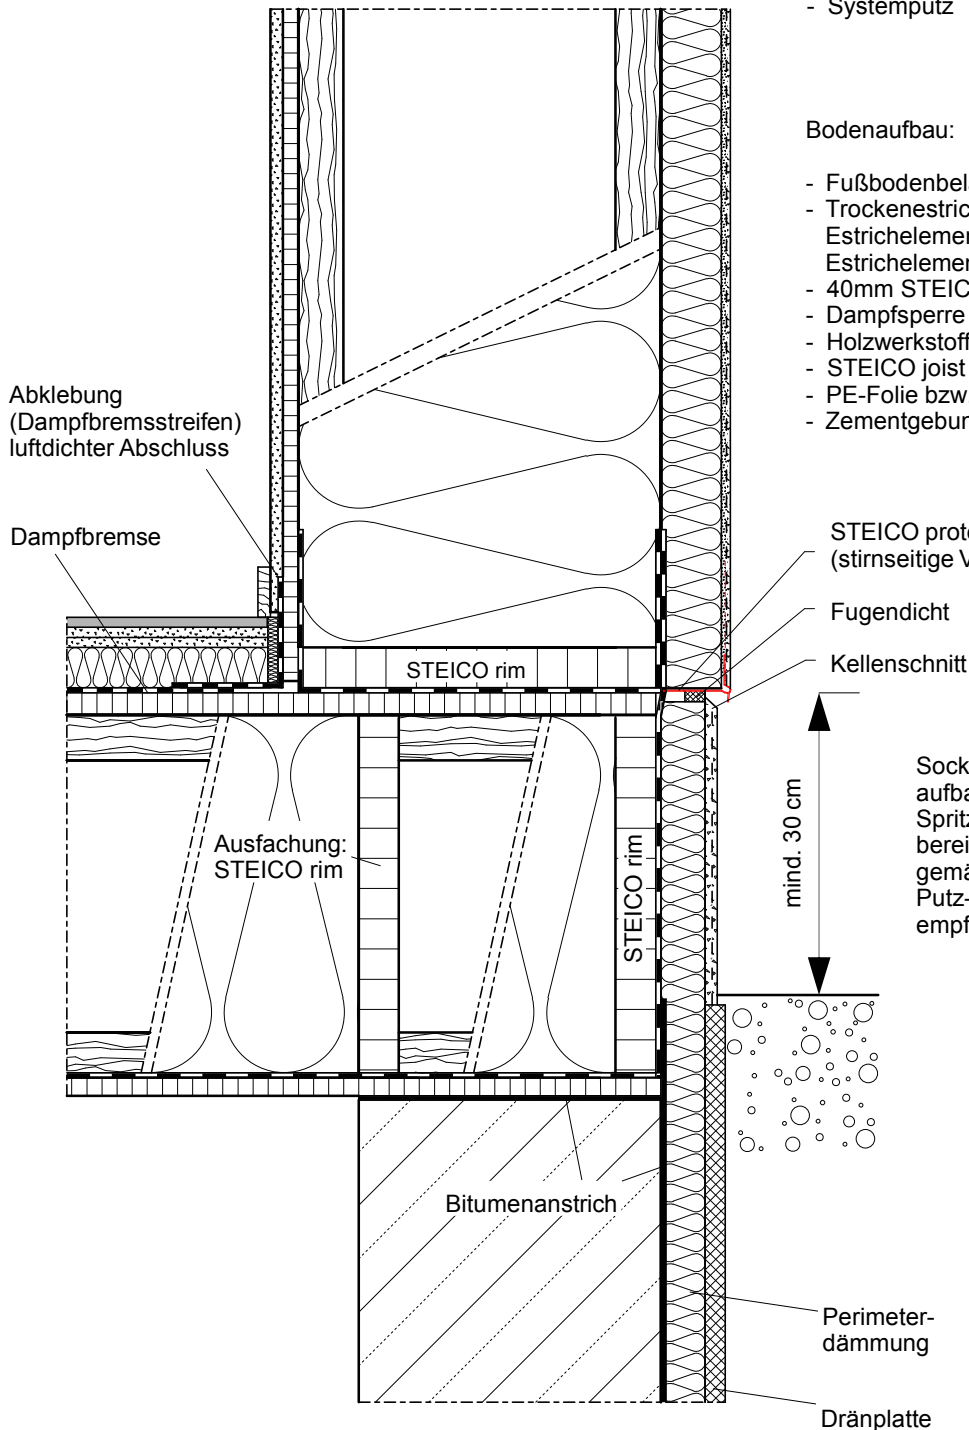 - Systemputz
Bodenaufbau:
- Fußbodenbela
- Trockenestric
Estrichelemen
Estrichelemen
- 40mm STEIC
- Dampfsperre
- Holzwerkstoff
- STEICO joist
- PE-Folie bzw.
- Zementgebun
Abklebung
(Dampfbremsstreifen)
luftdichter Abschluss
Dampfbremse
STEICO prote
(stirnseitige V
Fugendicht
Kellenschnitt
STEICO rim
mind. 30 cm
Sock
aufba
Spritz
berei
gemä
Putz-
empf
Ausfachung:
STEICO rim
STEICO rim
Bitumenanstrich
Perimeter-
dämmung
Dränplatte